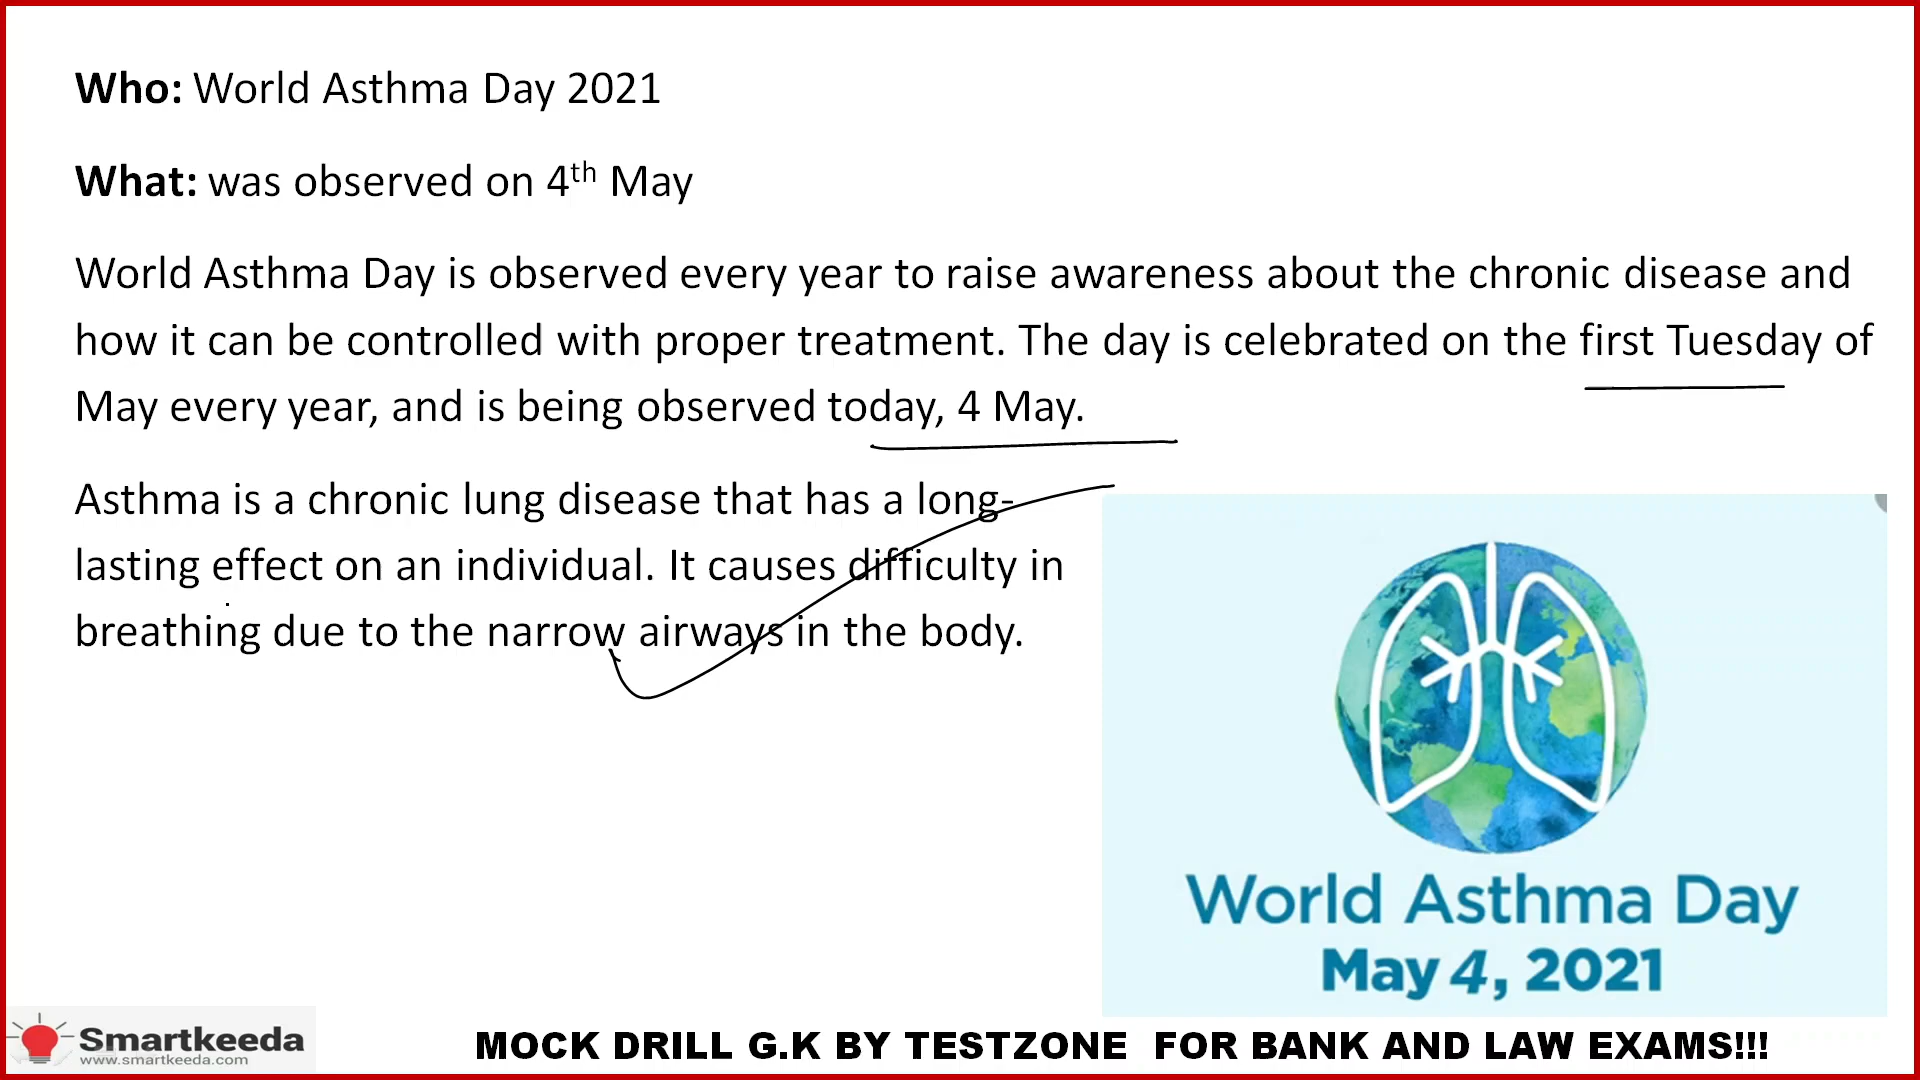 Who: World Asthma Day 2021
What: was observed on 4th May
World Asthma Day is observed every year to raise awareness about the chronic disease and
how it can be controlled with proper treatment. The day is celebrated on the first Tuesday of
May every year, and is being observed today, 4 May.
Asthma is a chronic lung disease that has a long-
lasting effect on an individual. It causes difficulty in
breathing due to the narrow airways in the body.
World Asthma Day
May 4, 2021
Smartkeeda
www.smartkeeda.com
MOCK DRILL G.K BY TESTZONE FOR BANK AND LAW EXAMS!!!